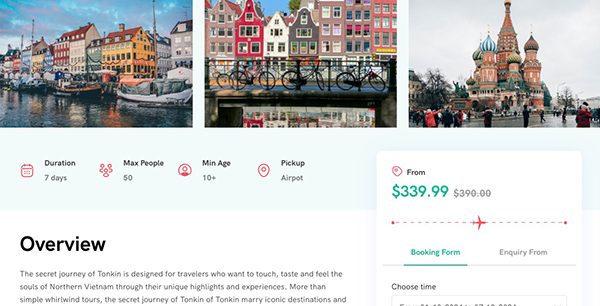 Duration
7 days
Max People
50
Min Age
10+
Pickup
Airpot
From
$339.99 $390.00
Booking Form
Enquiry From
Choose time
Overview
The secret journey of Tonkin is designed for travelers who want to touch, taste and feel the
souls of Northern Vietnam through their unique highlights and experiences. More than
simple whirlwind tours, the secret journey of Tonkin of Tonkin marry iconic destinations and